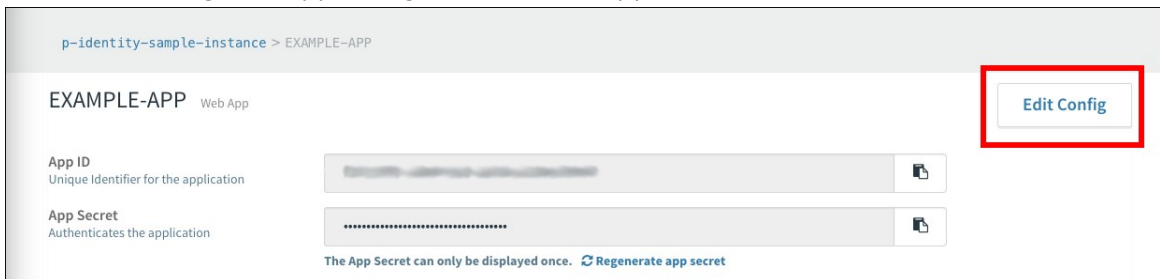 p-identity-sample-instance > EXAMPLE-APP
EXAMPLE-APP Web App
Edit Config
App ID
Unique Identifier for the application
App Secret
Authenticates the application
••••••••••••••••••••••••••••••••••••
The App Secret can only be displayed once. Regenerate app secret